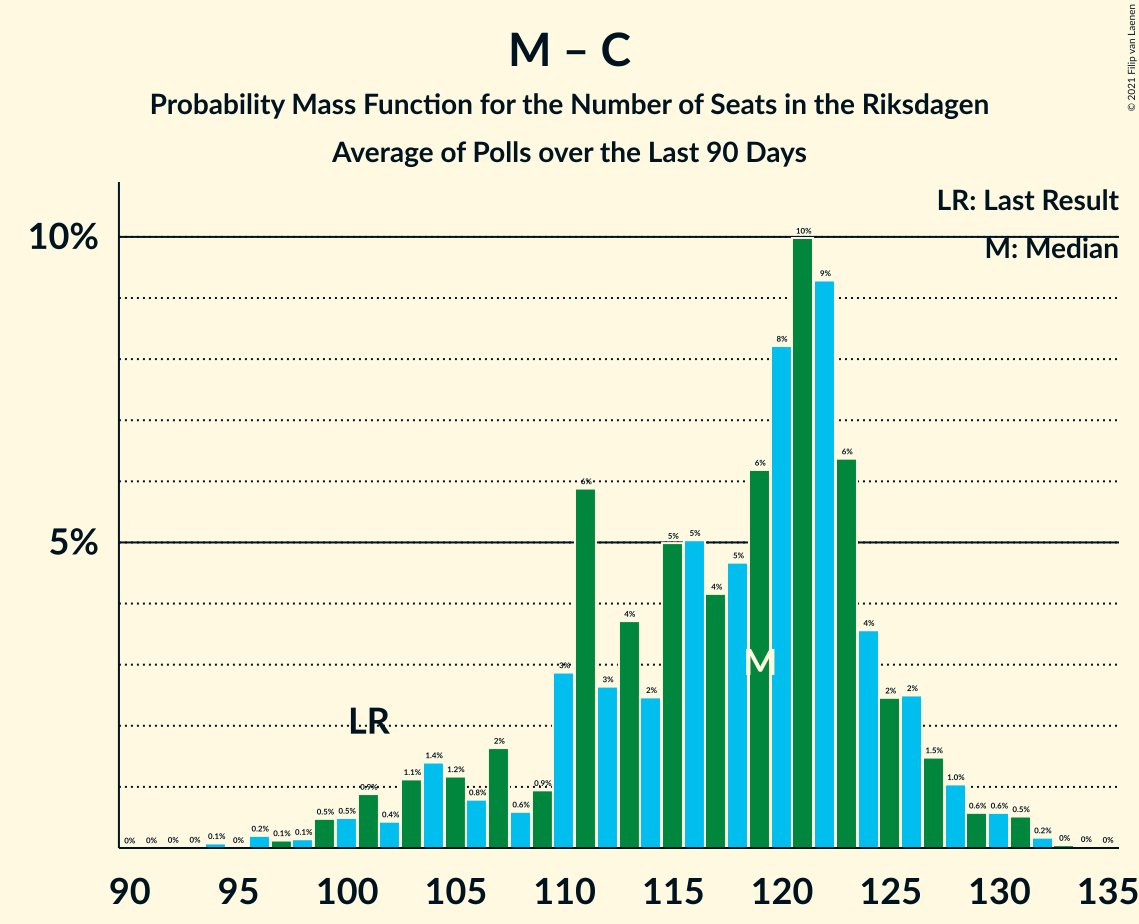 © 2021 Filip van Laenen
M – C
Probability Mass Function for the Number of Seats in the Riksdagen
Average of Polls over the Last 90 Days
LR: Last Result
M: Median
10%
5%
0% 0% 0% 0% 0.1% 0% 0.2% 0.1% 0.1% 0.5% 0.5% 0.9% 0.4% 1.1% 1.4% 1.2% 0.8% 2% 0.6% 0.9% 3% 6% 3% 4% 2% 5% 5% 4% 5% 6% 8% 10% 9% 6% 4% 2% 2% 1.5% 1.0% 0.6% 0.6% 0.5% 0.2% 0% 0% 0%
LR
M
90 95 100 105 110 115 120 125 130 135